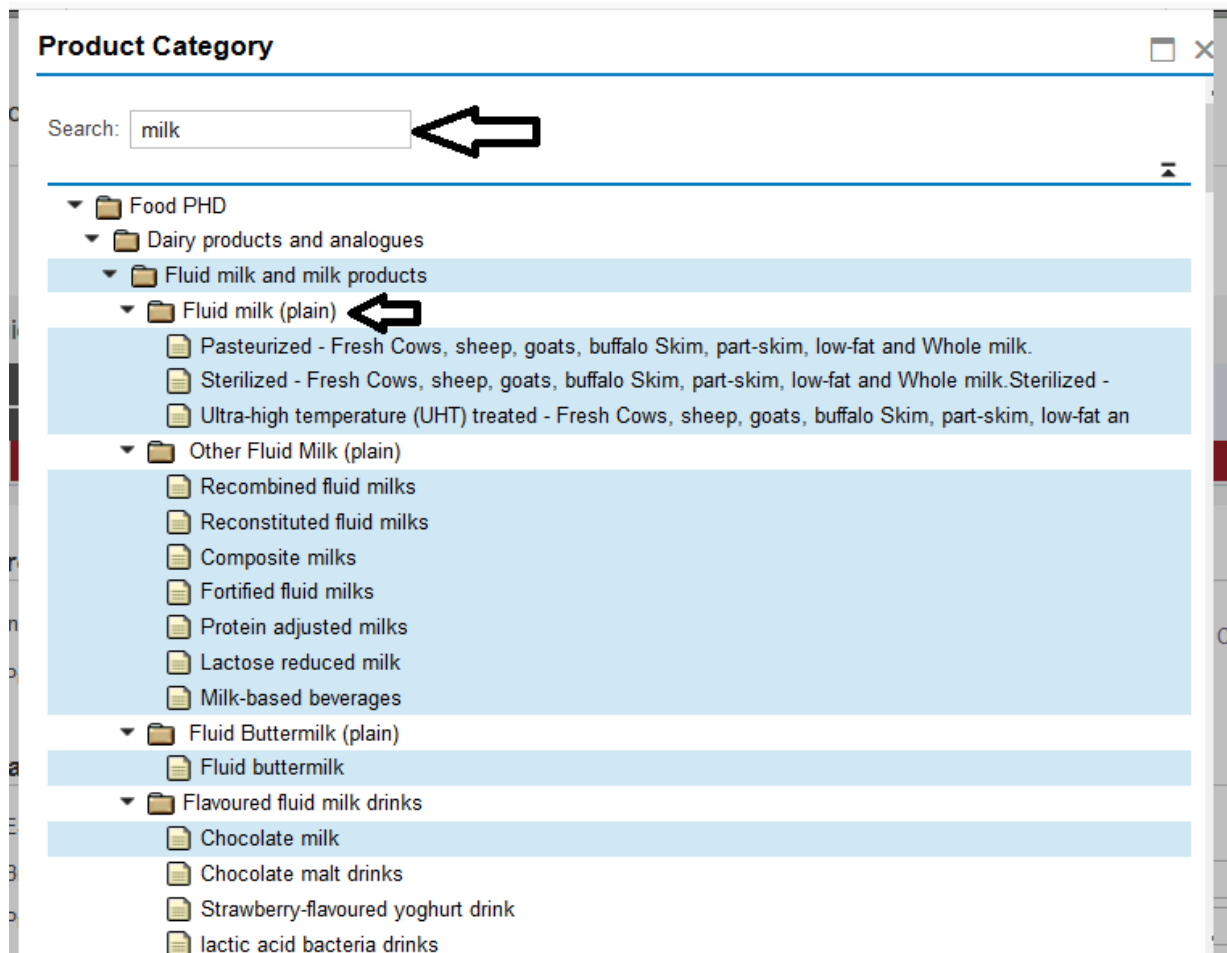 Product Category
Search: milk
Food PHD
Dairy products and analogues
Fluid milk and milk products
Fluid milk (plain)
Pasteurized - Fresh Cows, sheep, goats, buffalo Skim, part-skim, low-fat and Whole milk.
Sterilized - Fresh Cows, sheep, goats, buffalo Skim, part-skim, low-fat and Whole milk.Sterilized -
Ultra-high temperature (UHT) treated - Fresh Cows, sheep, goats, buffalo Skim, part-skim, low-fat an
Other Fluid Milk (plain)
Recombined fluid milks
Reconstituted fluid milks
Composite milks
Fortified fluid milks
Protein adjusted milks
Lactose reduced milk
Milk-based beverages
Fluid Buttermilk (plain)
Fluid buttermilk
Flavoured fluid milk drinks
Chocolate milk
Chocolate malt drinks
Strawberry-flavoured yoghurt drink
lactic acid bacteria drinks